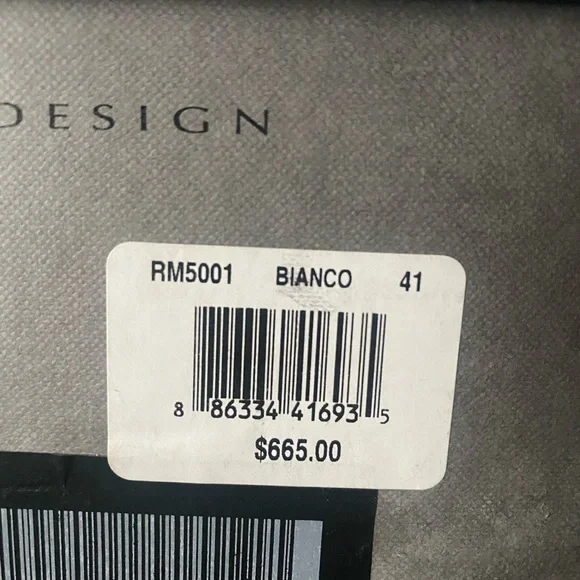 DESIGN
RM5001 BIANCO 41
8 86334 41693 5
$665.00